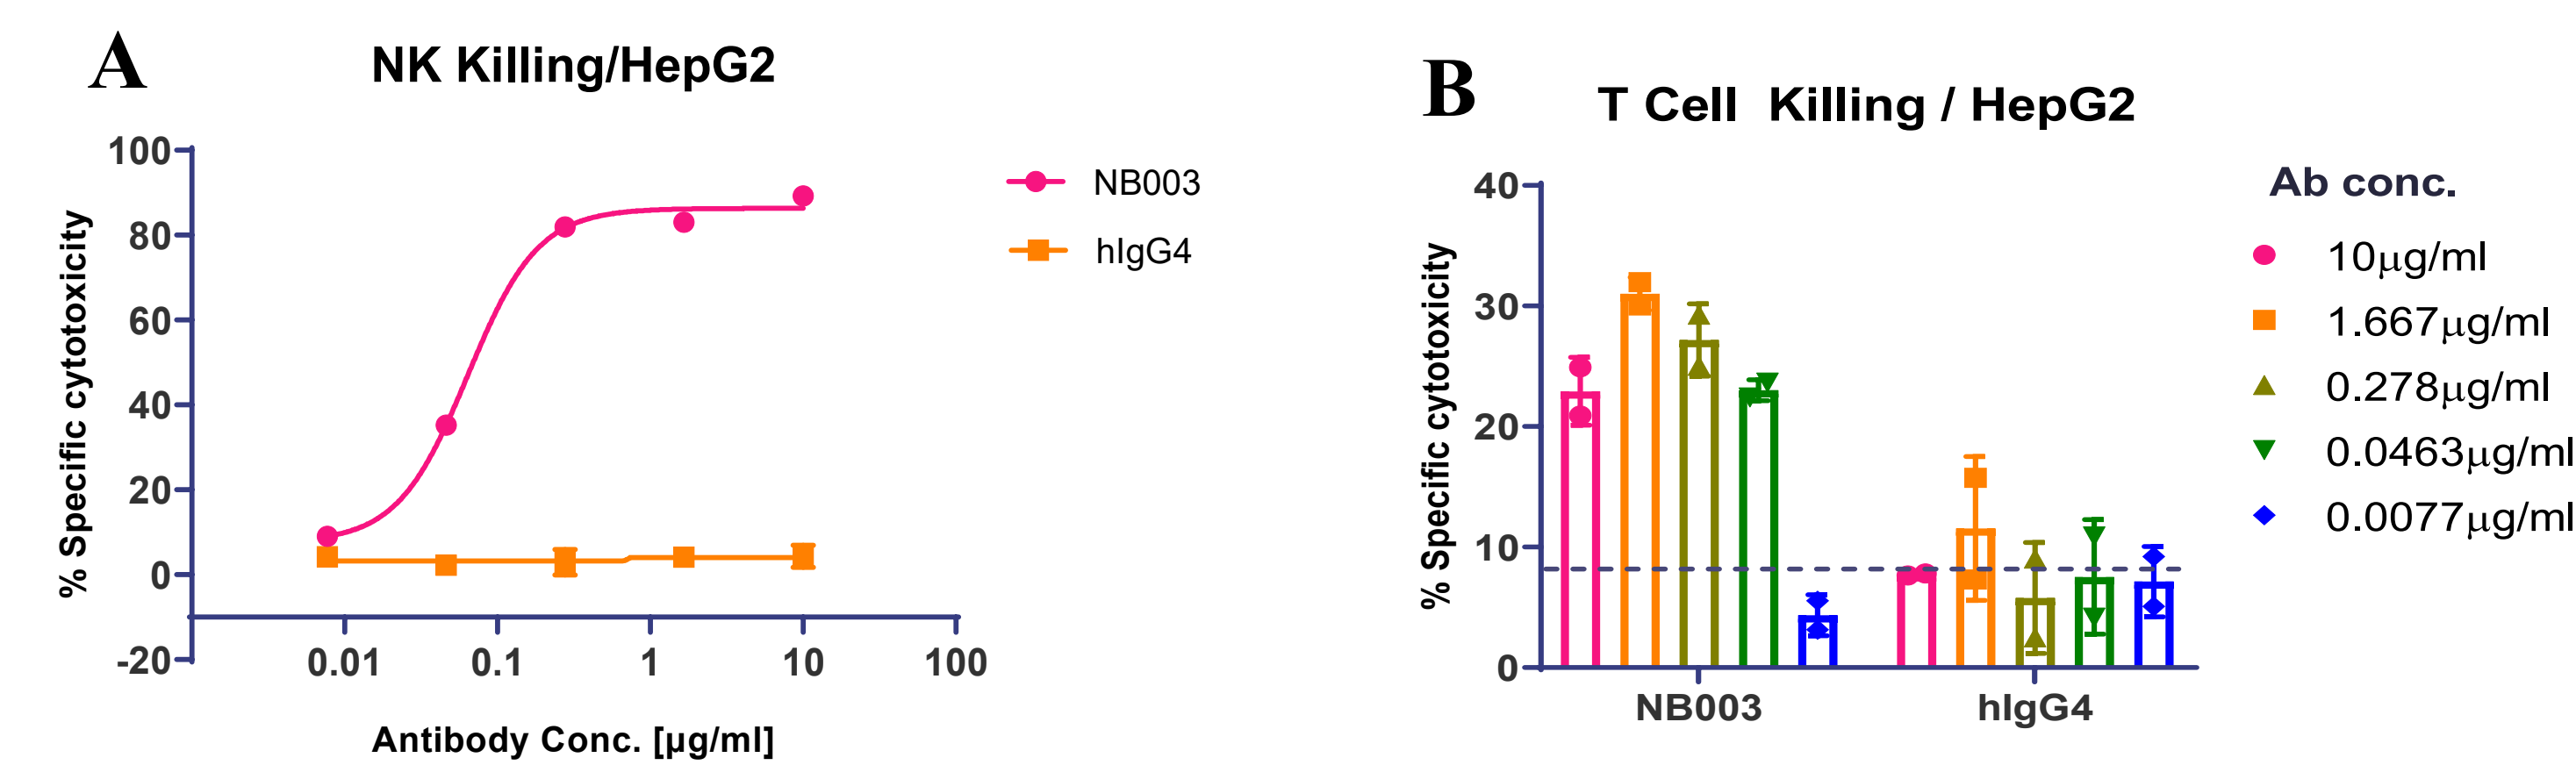 A
NK Killing/HepG2
% Specific cytotoxicity
100
80
60
40
20
0
-20
0.01 0.1 1 10 100
Antibody Conc. [µg/ml]
NB003
hIgG4
B
T Cell Killing / HepG2
% Specific cytotoxicity
40
30
20
10
0
NB003 hIgG4
Ab conc.
10µg/ml
1.667µg/ml
0.278µg/ml
0.0463µg/ml
0.0077µg/ml